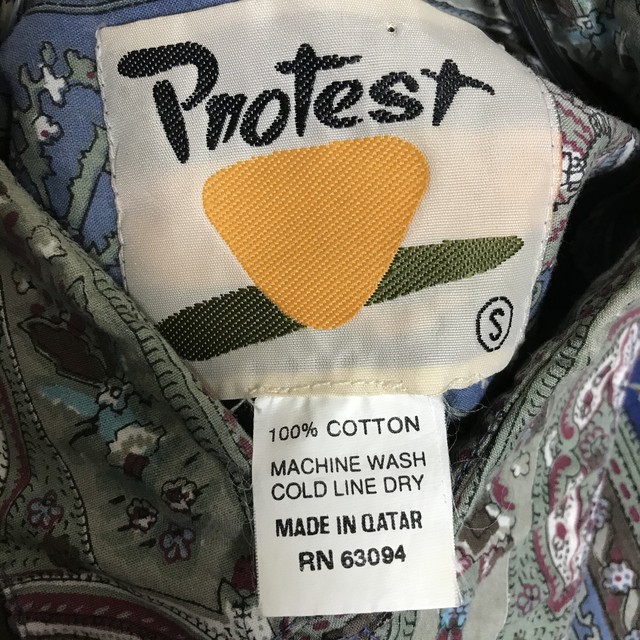 Protest
S
100% COTTON
MACHINE WASH
COLD LINE DRY
MADE IN QATAR
RN 63094